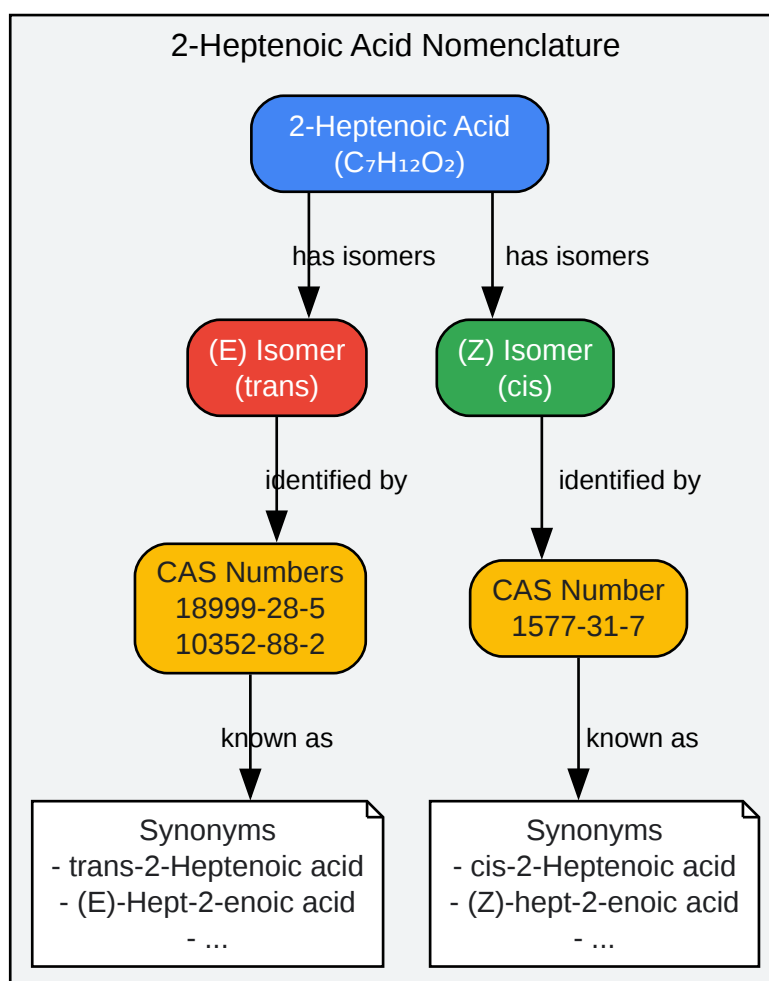 2-Heptenoic Acid Nomenclature
2-Heptenoic Acid
(C₇H₁₂O₂)
has isomers
has isomers
(E) Isomer
(trans)
(Z) Isomer
(cis)
identified by
identified by
CAS Numbers
18999-28-5
10352-88-2
CAS Number
1577-31-7
known as
known as
Synonyms
- trans-2-Heptenoic acid
- (E)-Hept-2-enoic acid
- ...
Synonyms
- cis-2-Heptenoic acid
- (Z)-hept-2-enoic acid
- ...